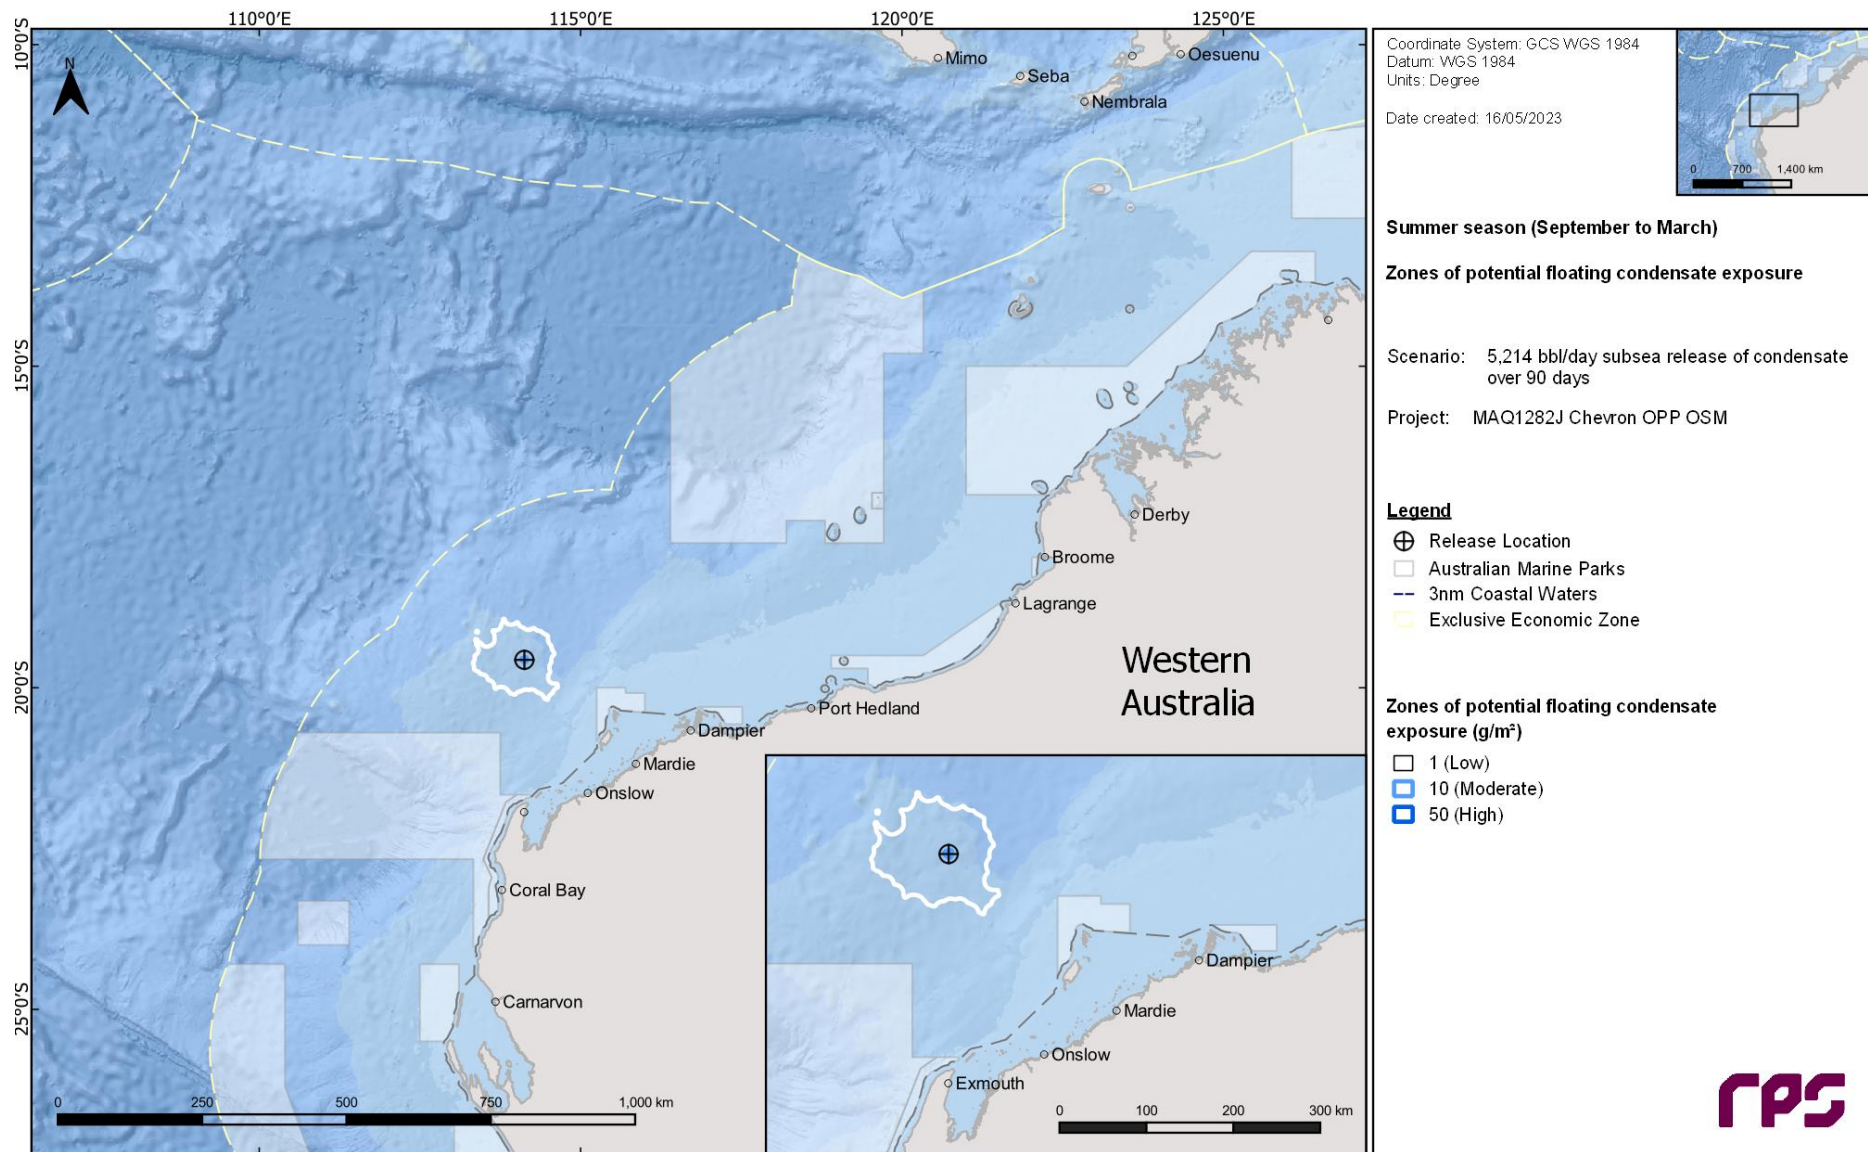 110°0'E
115°0'E
120°0'E
125°0'E
10°0'S
15°0'S
20°0'S
25°0'S
N
Mimo
Seba
Oesuenu
Nembrala
Derby
Broome
Lagrange
Western
Australia
Port Hedland
Dampier
Mardie
Onslow
Coral Bay
Carnarvon
0 250 500 750 1,000 km
Dampier
Mardie
Onslow
Exmouth
0 100 200 300 km
Coordinate System: GCS WGS 1984
Datum: WGS 1984
Units: Degree
Date created: 16/05/2023
0 700 1,400 km
Summer season (September to March)
Zones of potential floating condensate exposure
Scenario: 5,214 bbl/day subsea release of condensate
over 90 days
Project: MAQ1282J Chevron OPP OSM
Legend
Release Location
Australian Marine Parks
3nm Coastal Waters
Exclusive Economic Zone
Zones of potential floating condensate
exposure (g/m²)
1 (Low)
10 (Moderate)
50 (High)
rps